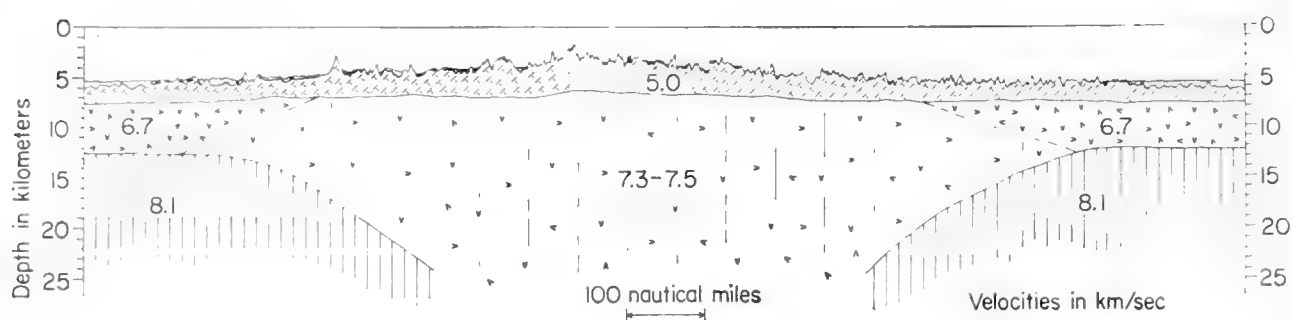 0 0
5 5.0 5
6.7 10 10 6.7
7.3-7.5
15 15
8.1 8.1
20 20
25 25
Depth in kilometers
100 nautical miles Velocities in km/sec